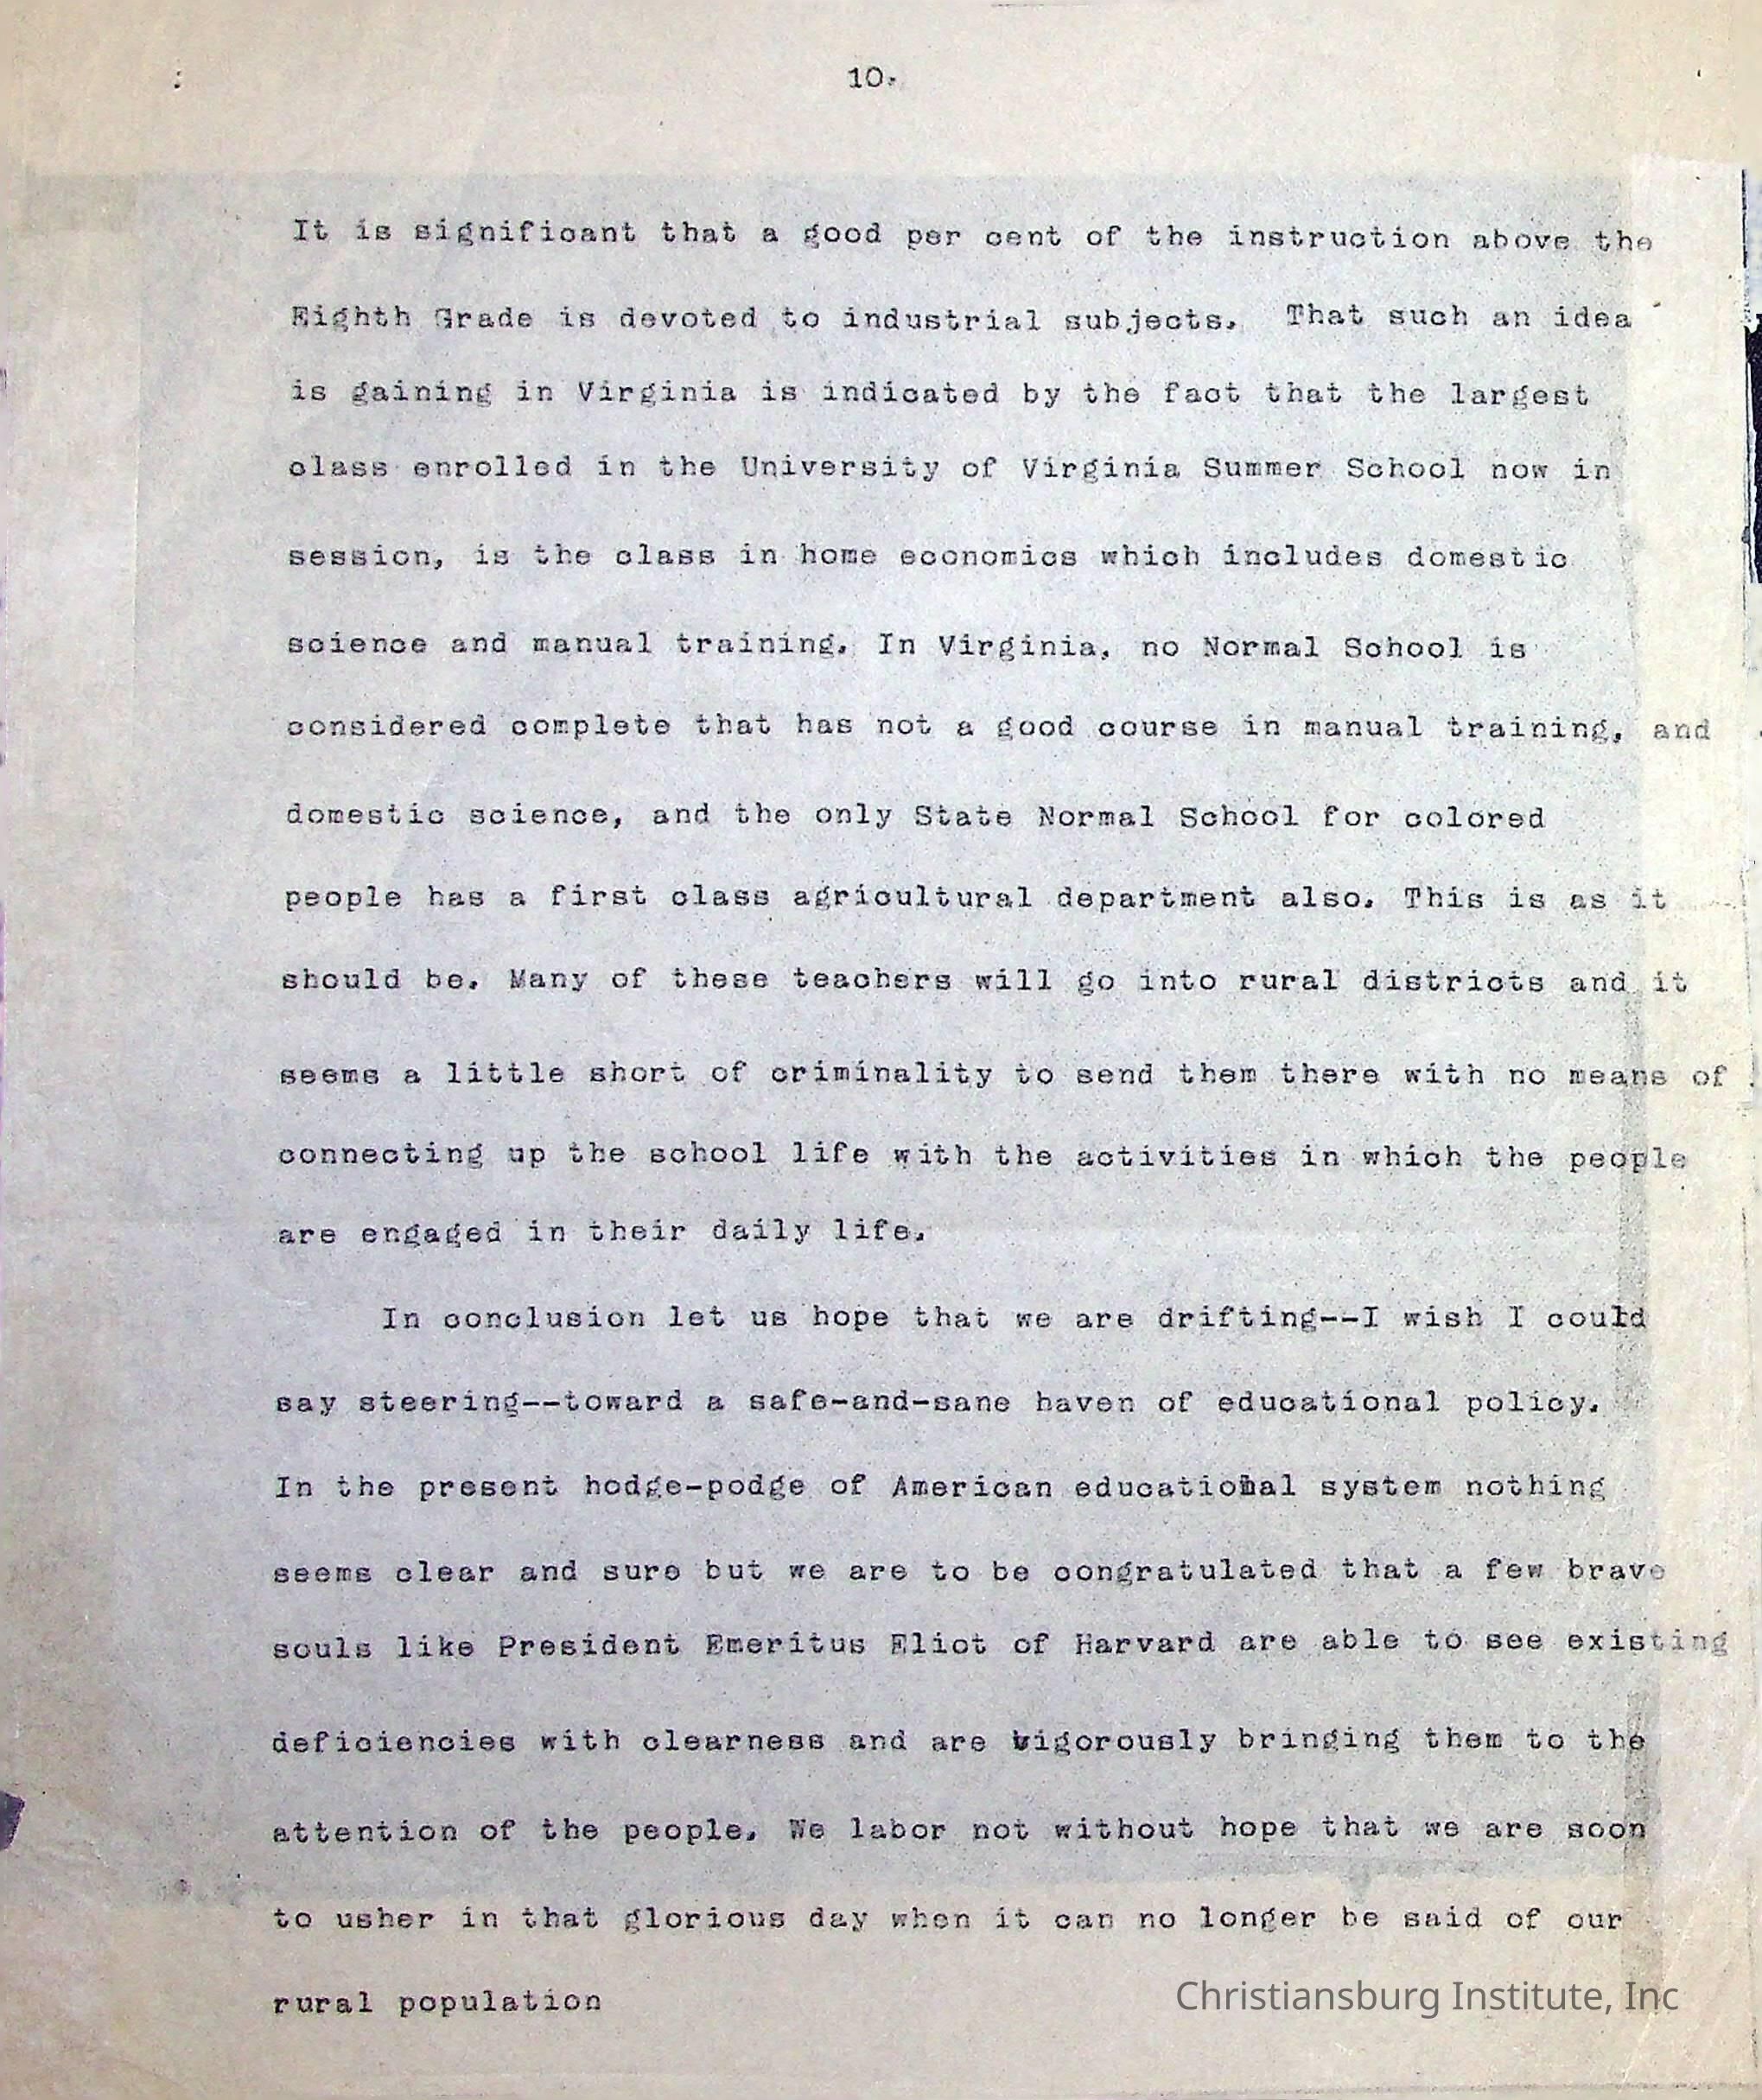 10.
It is significant that a good per cent of the instruction above the
Eighth Grade is devoted to industrial subjects. That such an idea
is gaining in Virginia is indicated by the fact that the largest
class enrolled in the University of Virginia Summer School now in
session, is the class in home economics which includes domestic
science and manual training. In Virginia, no Normal School is
considered complete that has not a good course in manual training, and
domestic science, and the only State Normal School for colored
people has a first class agricultural department also. This is as it
should be. Many of these teachers will go into rural districts and it
seems a little short of criminality to send them there with no means of
connecting up the school life with the activities in which the people
are engaged in their daily life.
In conclusion let us hope that we are drifting--I wish I could
say steering--toward a safe-and-sane haven of educational policy.
In the present hodge-podge of American educational system nothing
seems clear and sure but we are to be congratulated that a few brave
souls like President Emeritus Eliot of Harvard are able to see existing
deficiencies with clearness and are vigorously bringing them to the
attention of the people. We labor not without hope that we are soon
to usher in that glorious day when it can no longer be said of our
rural population
Christiansburg Institute, Inc